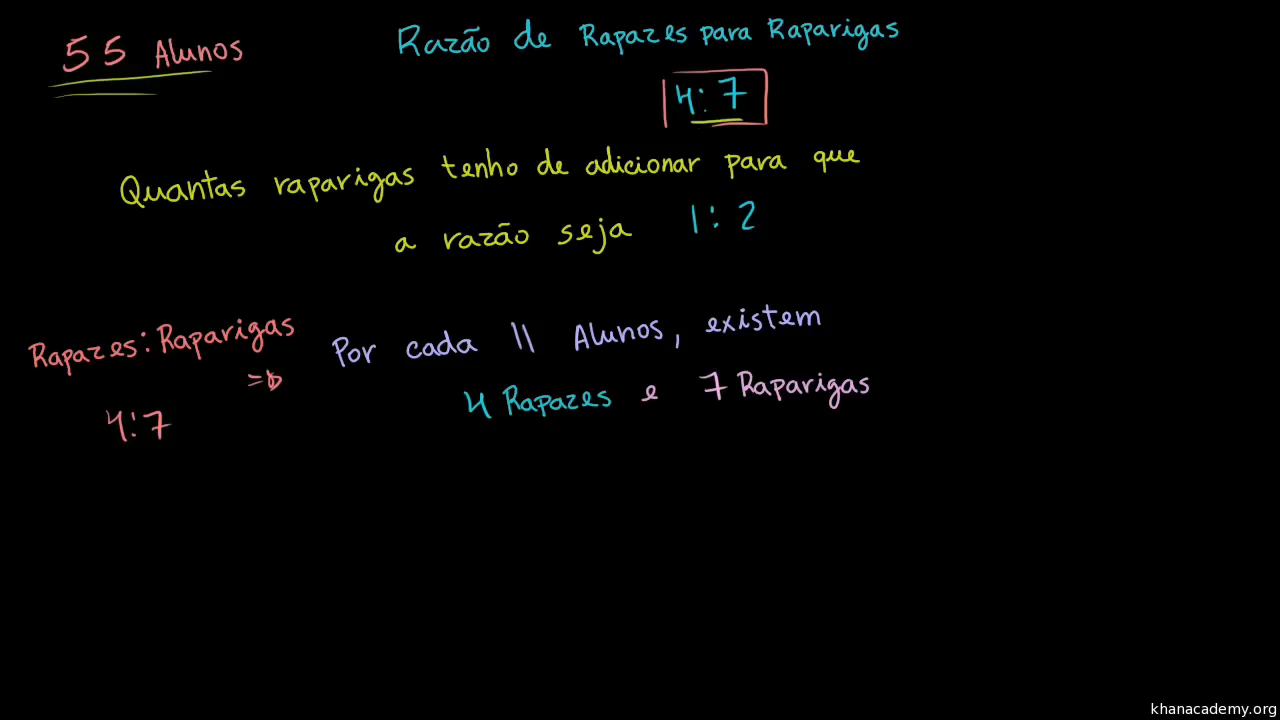 55 Alunos
Razão de Rapazes para Raparigas
4:7
Quantas raparigas tenho de adicionar para que
a razão seja 1:2
Rapazes:Raparigas
=>
4:7
Por cada 11 Alunos, existem
4 Rapazes e 7 Raparigas
khanacademy.org